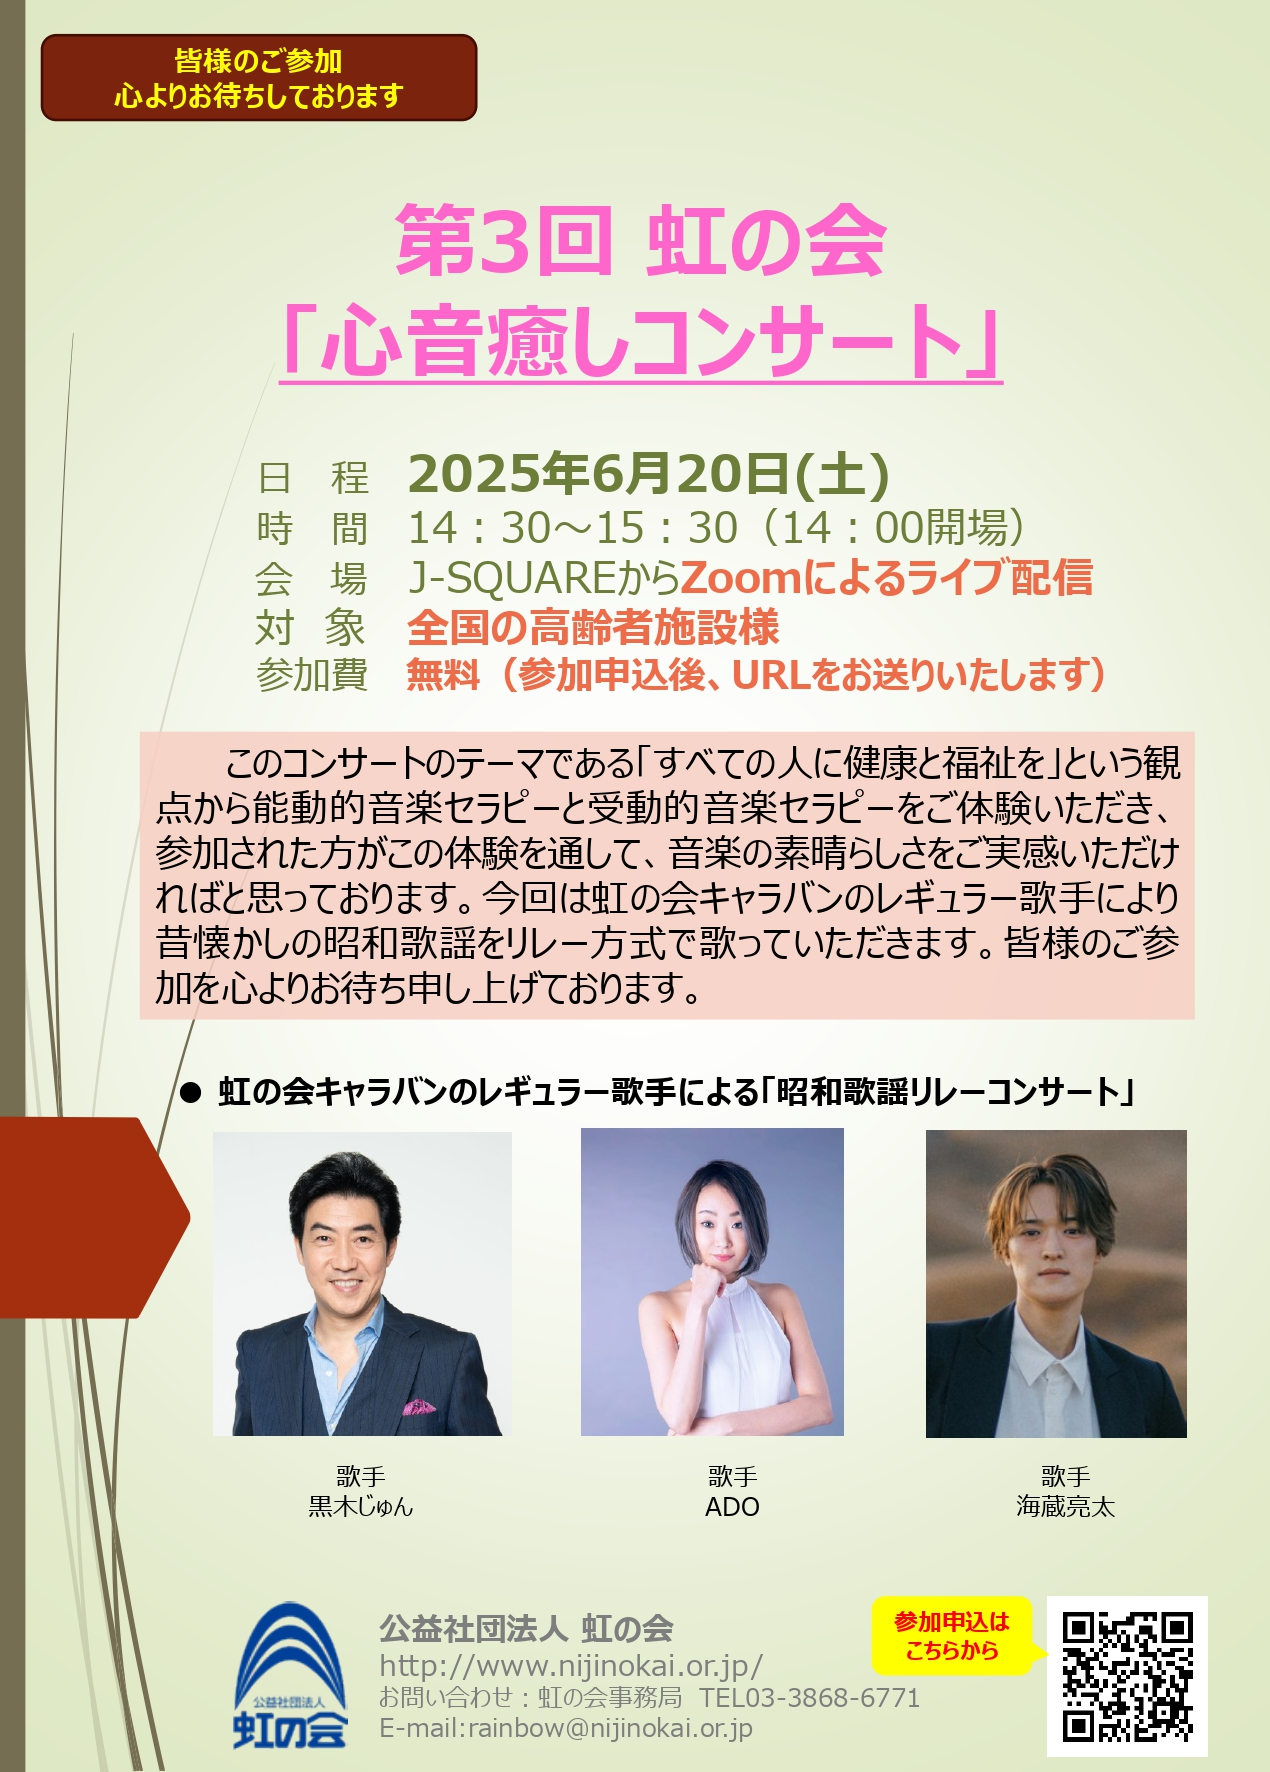 皆様のご参加
心よりお待ちしております
第3回 虹の会
「心音癒しコンサート」
日　程　2025年6月20日(土)
時　間　14：30～15：30（14：00開場）
会　場　J-SQUAREからZoomによるライブ配信
対　象　全国の高齢者施設様
参加費　無料（参加申込後、URLをお送りいたします）
このコンサートのテーマである「すべての人に健康と福祉を」という観
点から能動的音楽セラピーと受動的音楽セラピーをご体験いただき、
参加された方がこの体験を通して、音楽の素晴らしさをご実感いただけ
ればと思っております。今回は虹の会キャラバンのレギュラー歌手により
昔懐かしの昭和歌謡をリレー方式で歌っていただきます。皆様のご参
加を心よりお待ち申し上げております。
● 虹の会キャラバンのレギュラー歌手による「昭和歌謡リレーコンサート」
歌手
黒木じゅん
歌手
ADO
歌手
海蔵亮太
公益社団法人
虹の会
公益社団法人 虹の会
http://www.nijinokai.or.jp/
お問い合わせ：虹の会事務局　TEL03-3868-6771
E-mail:rainbow@nijinokai.or.jp
参加申込は
こちらから